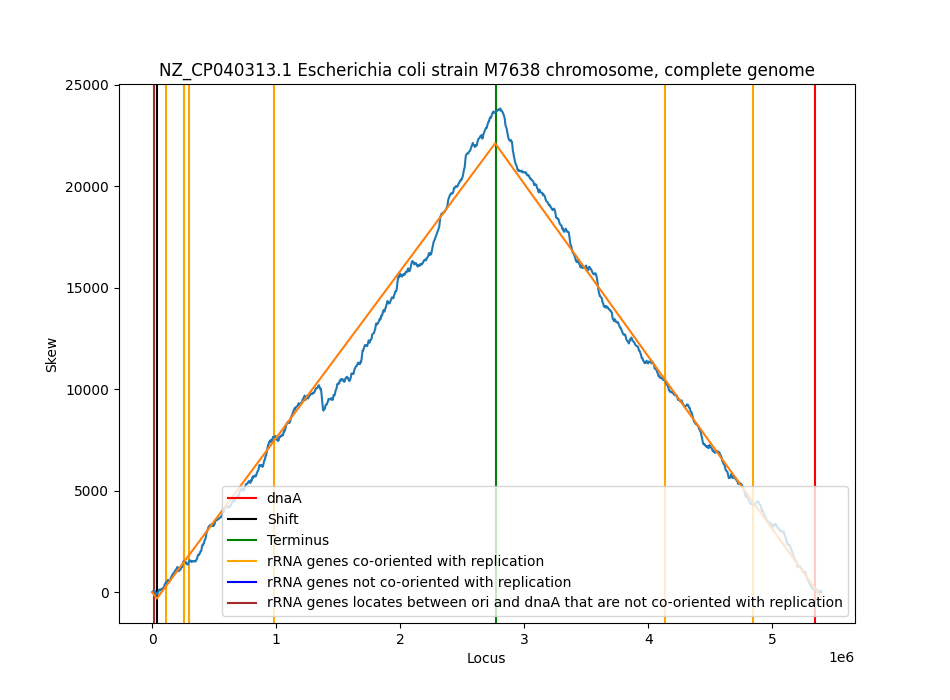 NZ_CP040313.1 Escherichia coli strain M7638 chromosome, complete genome
25000
20000
15000
10000
5000
0
Skew
dnaA
Shift
Terminus
rRNA genes co-oriented with replication
rRNA genes not co-oriented with replication
rRNA genes locates between ori and dnaA that are not co-oriented with replication
0 1 2 3 4 5
1e6
Locus